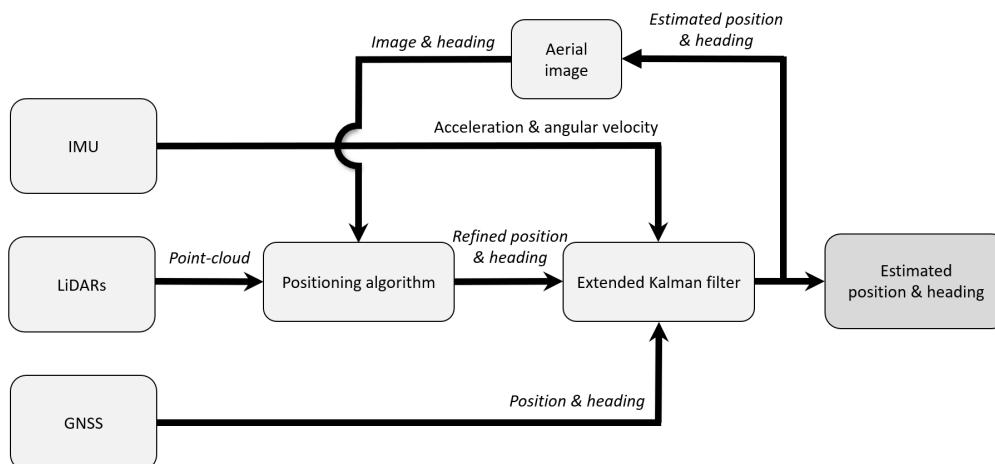 Estimated position
& heading
Image & heading
Aerial
image
IMU
Acceleration & angular velocity
LiDARs
Point-cloud
Positioning algorithm
Refined position
& heading
Extended Kalman filter
Estimated
position & heading
GNSS
Position & heading